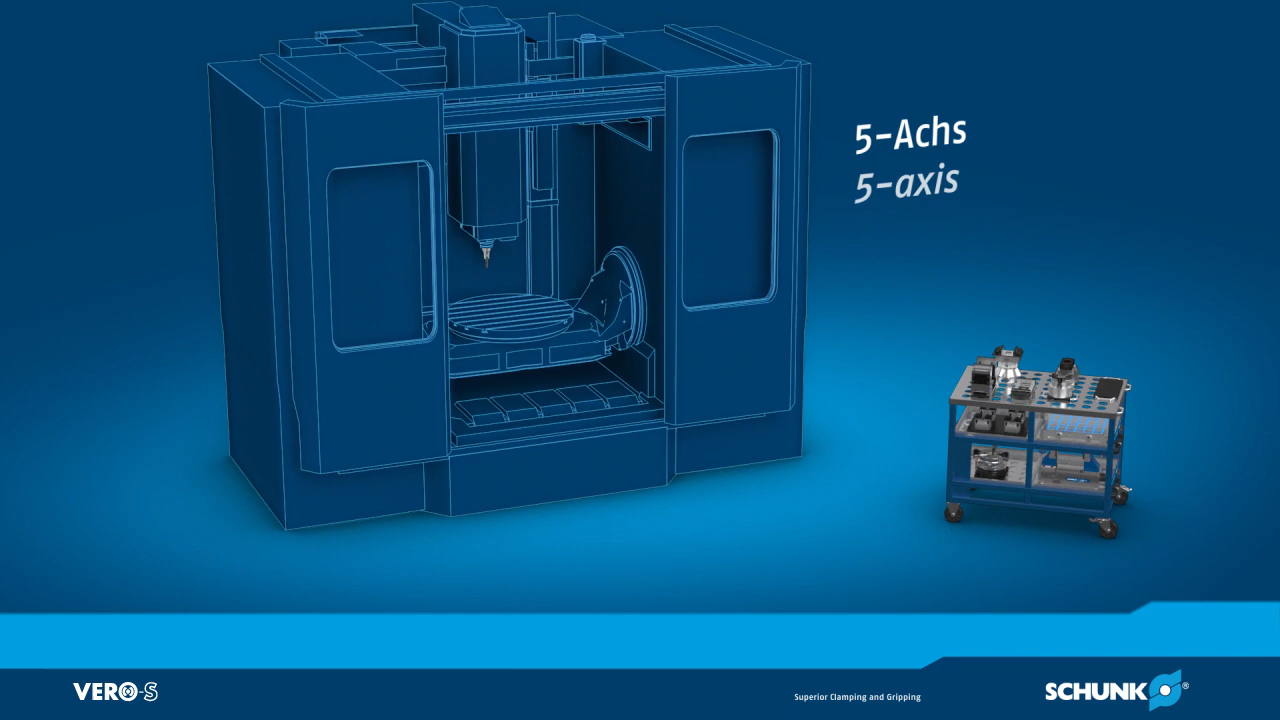 5-Achs
5-axis
VERO-S
Superior Clamping and Gripping
SCHUNK®